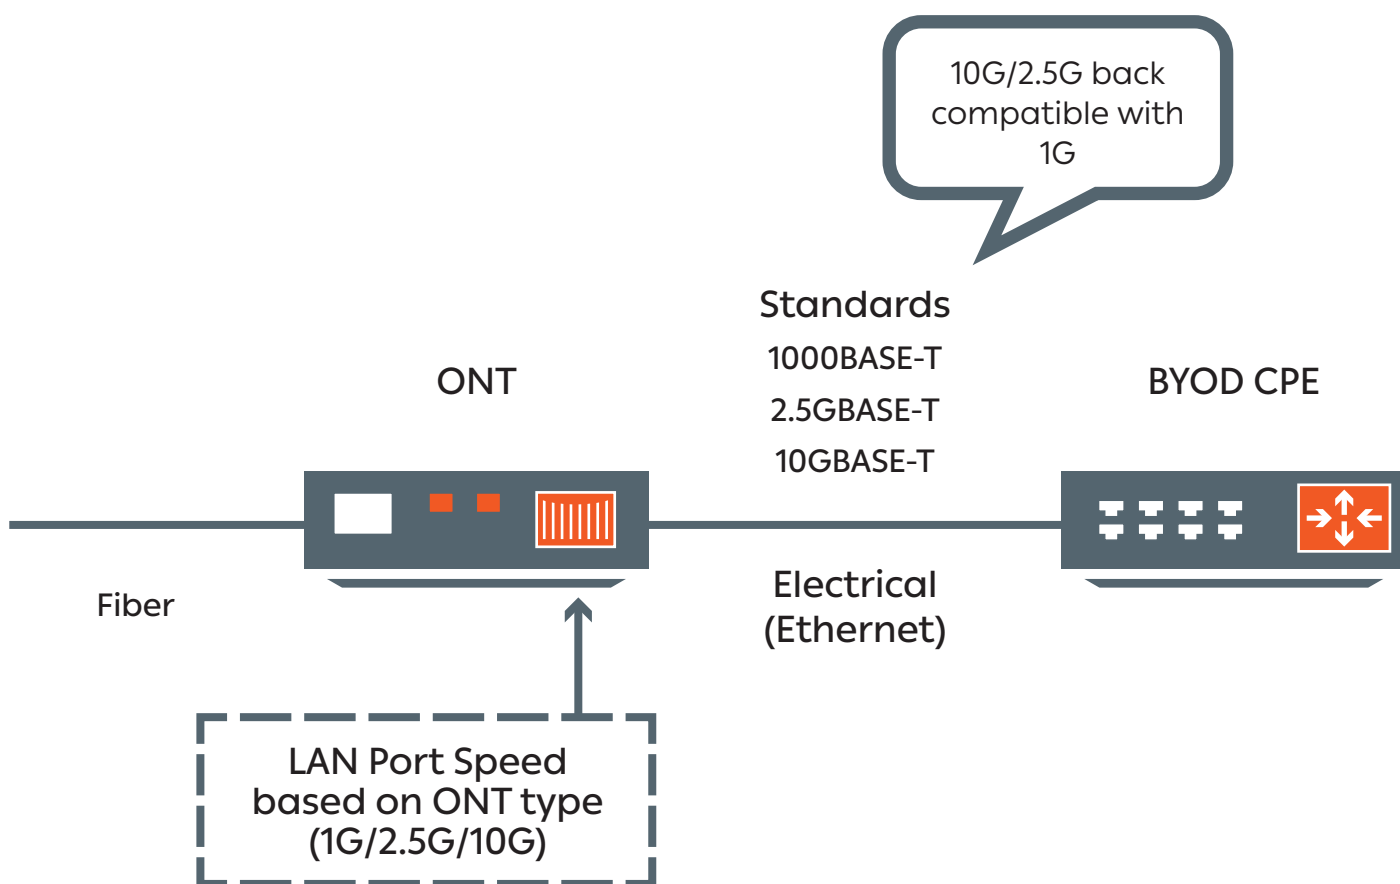 10G/2.5G back
compatible with
1G
Standards
1000BASE-T
2.5GBASE-T
10GBASE-T
ONT
BYOD CPE
Fiber
Electrical
(Ethernet)
LAN Port Speed
based on ONT type
(1G/2.5G/10G)